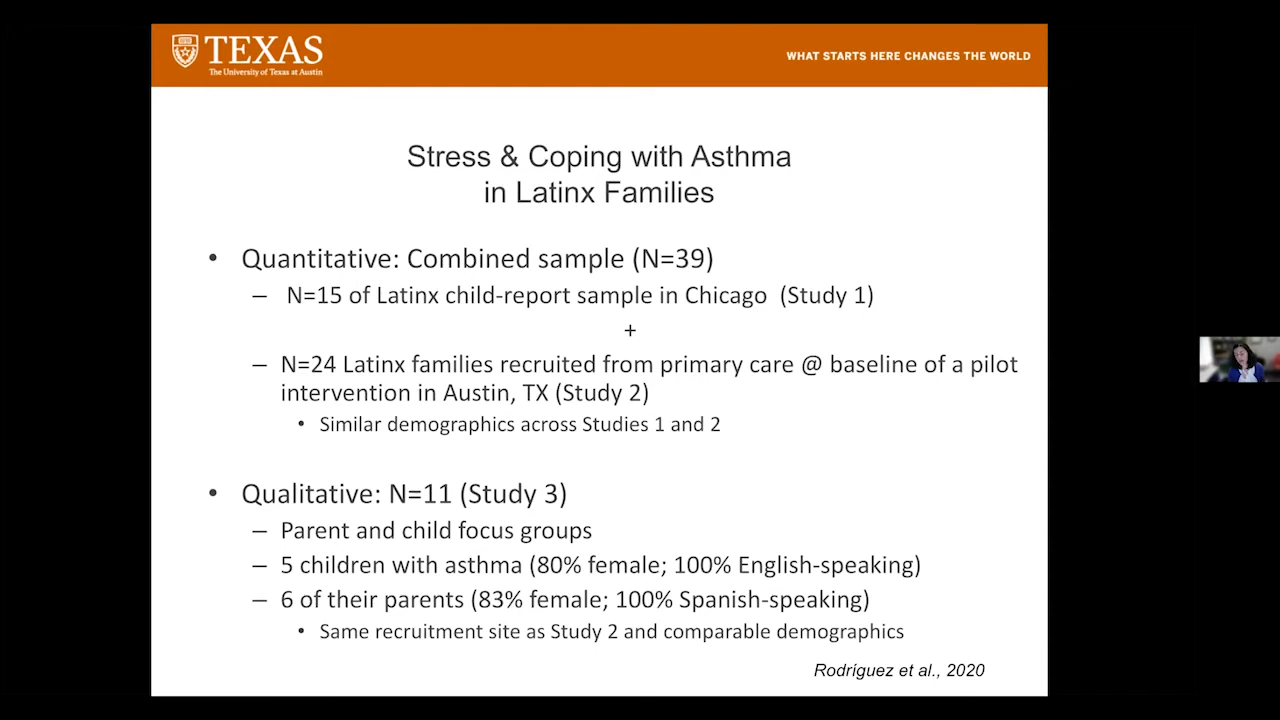 TEXAS
The University of Texas at Austin
WHAT STARTS HERE CHANGES THE WORLD
Stress & Coping with Asthma
in Latinx Families
• Quantitative: Combined sample (N=39)
– N=15 of Latinx child-report sample in Chicago (Study 1)
+
– N=24 Latinx families recruited from primary care @ baseline of a pilot
intervention in Austin, TX (Study 2)
• Similar demographics across Studies 1 and 2
• Qualitative: N=11 (Study 3)
– Parent and child focus groups
– 5 children with asthma (80% female; 100% English-speaking)
– 6 of their parents (83% female; 100% Spanish-speaking)
• Same recruitment site as Study 2 and comparable demographics
Rodríguez et al., 2020